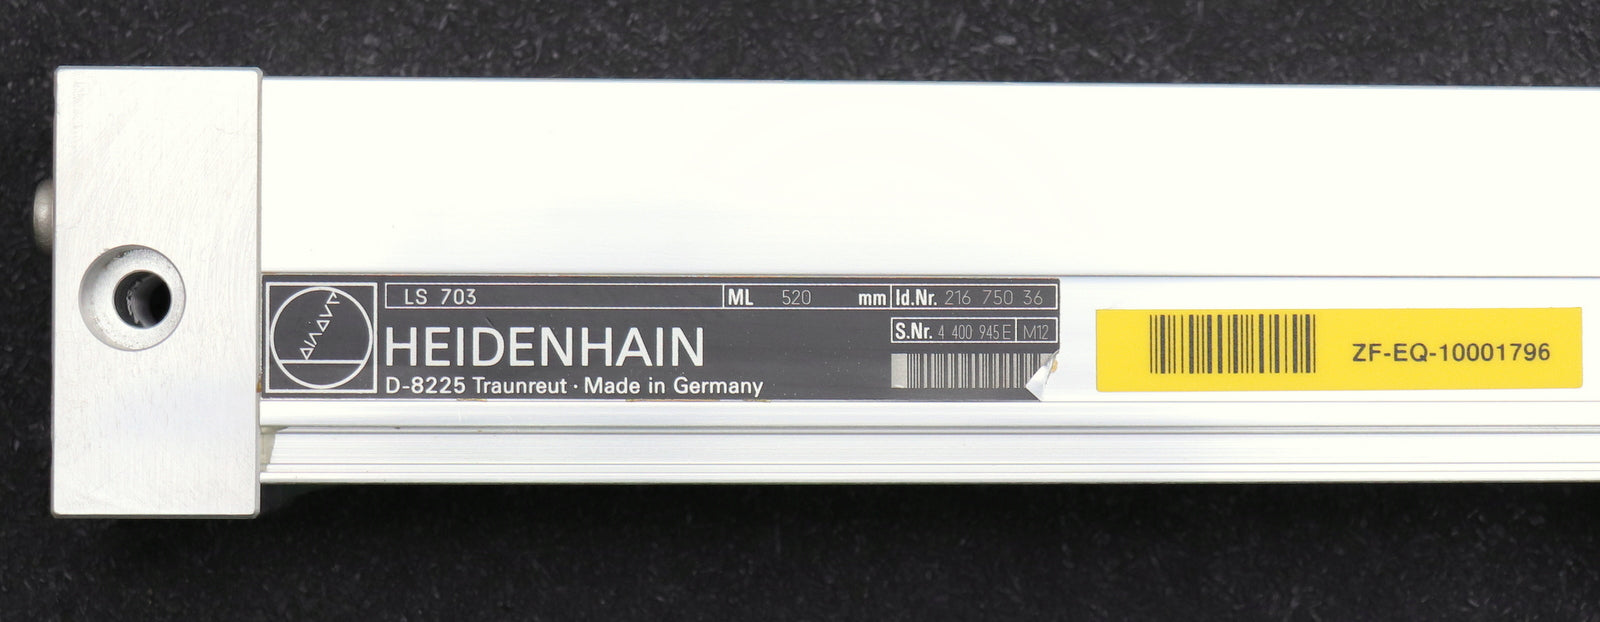 LS 703 ML 520 mm Id.Nr. 216 750 36
S.Nr. 4 400 945E M12
HEIDENHAIN
D-8225 Traunreut · Made in Germany
ZF-EQ-10001796